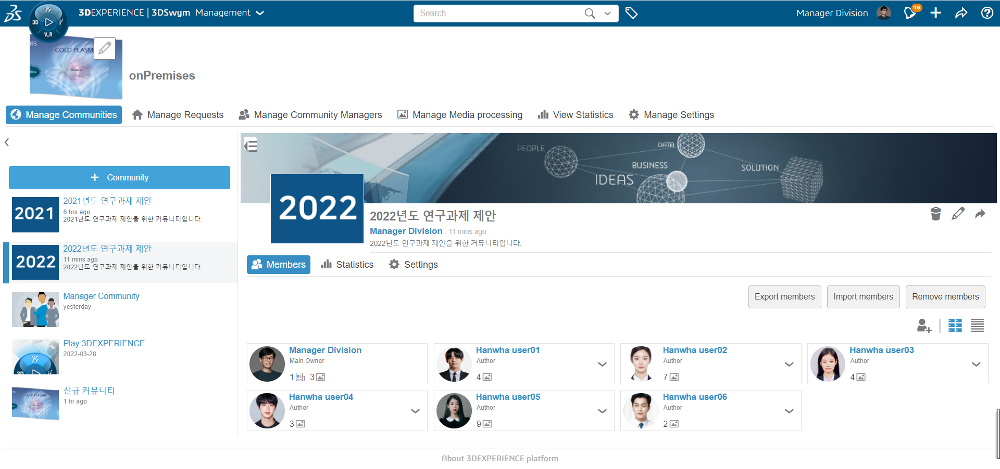 3DEXPERIENCE | 3DSwym Management
Search
Manager Division
16
3D
V.R
RS
COLD PLASM
Bacteria
onPremises
Manage Communities
Manage Requests
Manage Community Managers
Manage Media processing
View Statistics
Manage Settings
+ Community
2021
2021년도 연구과제 제안
6 hrs ago
2021년도 연구과제 제안을 위한 커뮤니티입니다.
2022
2022년도 연구과제 제안
11 mins ago
2022년도 연구과제 제안을 위한 커뮤니티입니다.
Manager Community
yesterday
Play 3DEXPERIENCE
2022-03-28
3D
신규 커뮤니티
1 hr ago
COLD PLASMA
PEOPLE
DATA
BUSINESS
IDEAS
SOLUTION
2022
2022년도 연구과제 제안
Manager Division : 11 mins ago
2022년도 연구과제 제안을 위한 커뮤니티입니다.
Members
Statistics
Settings
Export members
Import members
Remove members
Manager Division
Main Owner
1 3
Hanwha user01
Author
4
Hanwha user02
Author
7
Hanwha user03
Author
4
Hanwha user04
Author
3
Hanwha user05
Author
9
Hanwha user06
Author
2
About 3DEXPERIENCE platform